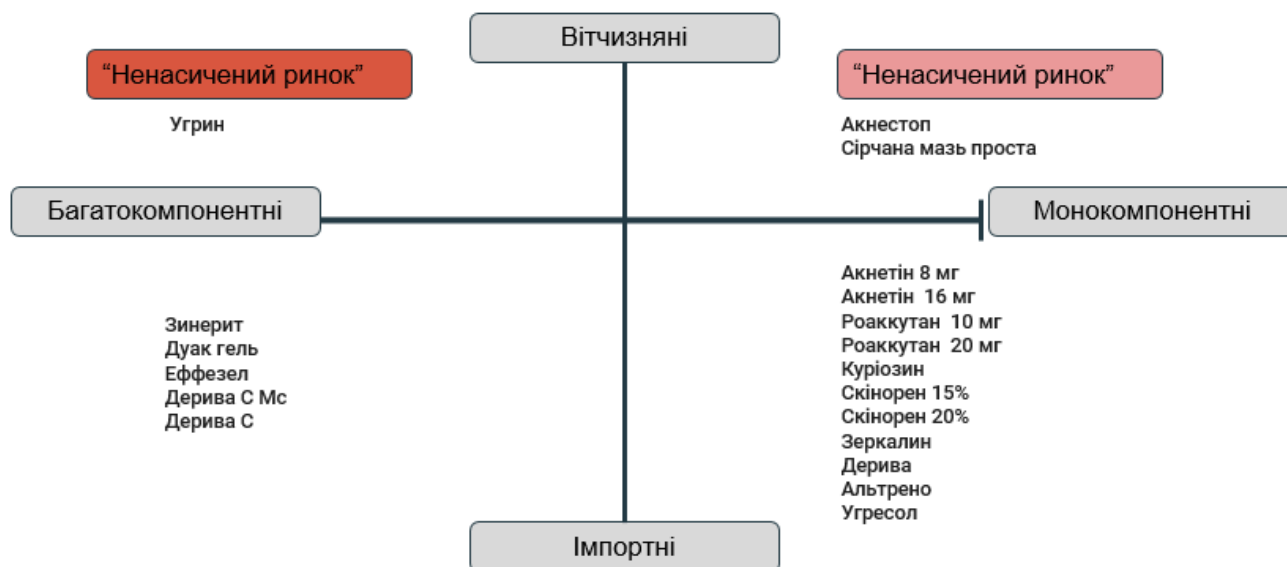 Вітчизняні
“Ненасичений ринок”
“Ненасичений ринок”
Угрин
Акнестоп
Сірчана мазь проста
Багатокомпонентні
Монокомпонентні
Зинерит
Дуак гель
Еффезел
Дерива С Мс
Дерива С
Акнетін 8 мг
Акнетін 16 мг
Роаккутан 10 мг
Роаккутан 20 мг
Куріозин
Скінорен 15%
Скінорен 20%
Зеркалин
Дерива
Альтрено
Угресол
Імпортні